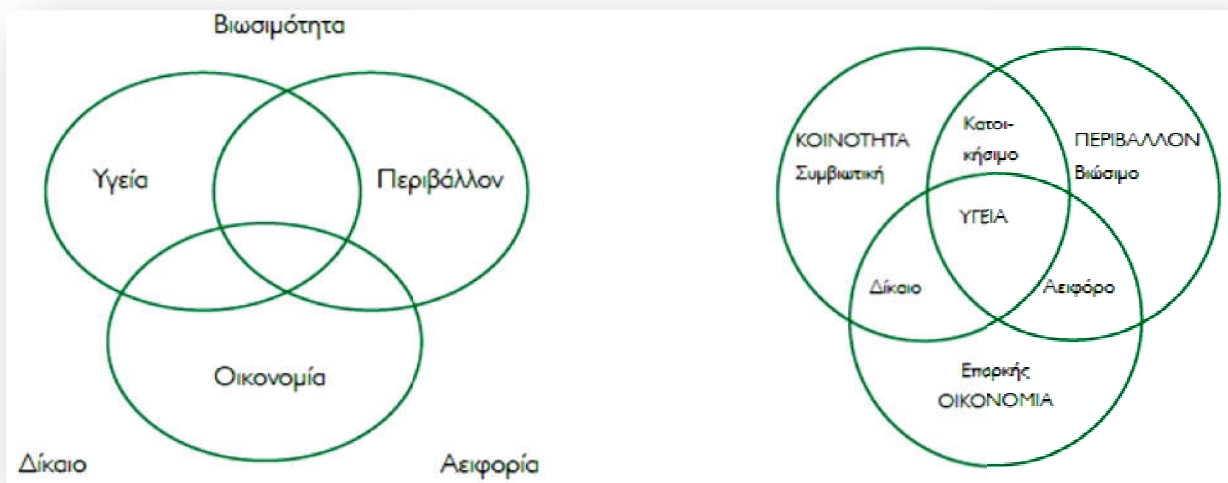 Βιωσιμότητα
Υγεία
Περιβάλλον
Οικονομία
Δίκαιο
Αειφορία
ΚΟΙΝΟΤΗΤΑ
Συμβιωτική
Κατοι-
κήσιμο
ΠΕΡΙΒΑΛΛΟΝ
Βιώσιμο
ΥΓΕΙΑ
Δίκαιο
Αειφόρο
Επαρκής
ΟΙΚΟΝΟΜΙΑ